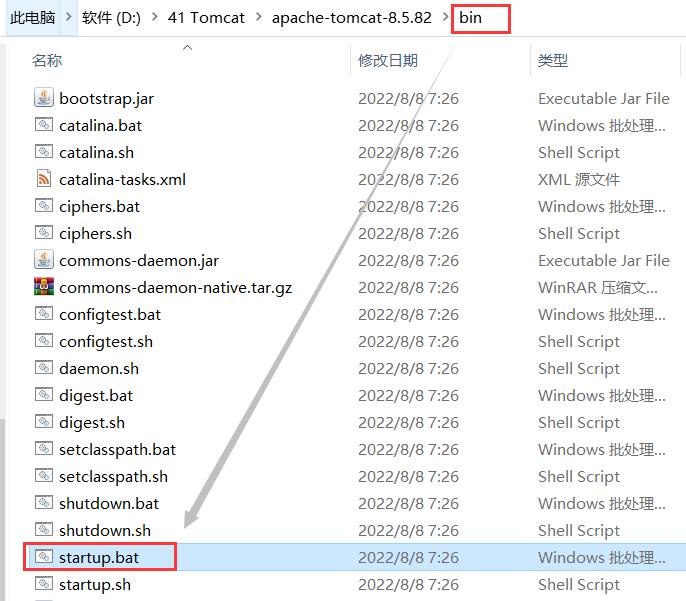 此电脑 > 软件 (D:) > 41 Tomcat > apache-tomcat-8.5.82 > bin
名称 修改日期 类型
bootstrap.jar 2022/8/8 7:26 Executable Jar File
catalina.bat 2022/8/8 7:26 Windows 批处理...
catalina.sh 2022/8/8 7:26 Shell Script
catalina-tasks.xml 2022/8/8 7:26 XML 源文件
ciphers.bat 2022/8/8 7:26 Windows 批处理...
ciphers.sh 2022/8/8 7:26 Shell Script
commons-daemon.jar 2022/8/8 7:26 Executable Jar File
commons-daemon-native.tar.gz 2022/8/8 7:26 WinRAR 压缩文...
configtest.bat 2022/8/8 7:26 Windows 批处理...
configtest.sh 2022/8/8 7:26 Shell Script
daemon.sh 2022/8/8 7:26 Shell Script
digest.bat 2022/8/8 7:26 Windows 批处理...
digest.sh 2022/8/8 7:26 Shell Script
setclasspath.bat 2022/8/8 7:26 Windows 批处理...
setclasspath.sh 2022/8/8 7:26 Shell Script
shutdown.bat 2022/8/8 7:26 Windows 批处理...
shutdown.sh 2022/8/8 7:26 Shell Script
startup.bat 2022/8/8 7:26 Windows 批处理...
startup.sh 2022/8/8 7:26 Shell Script